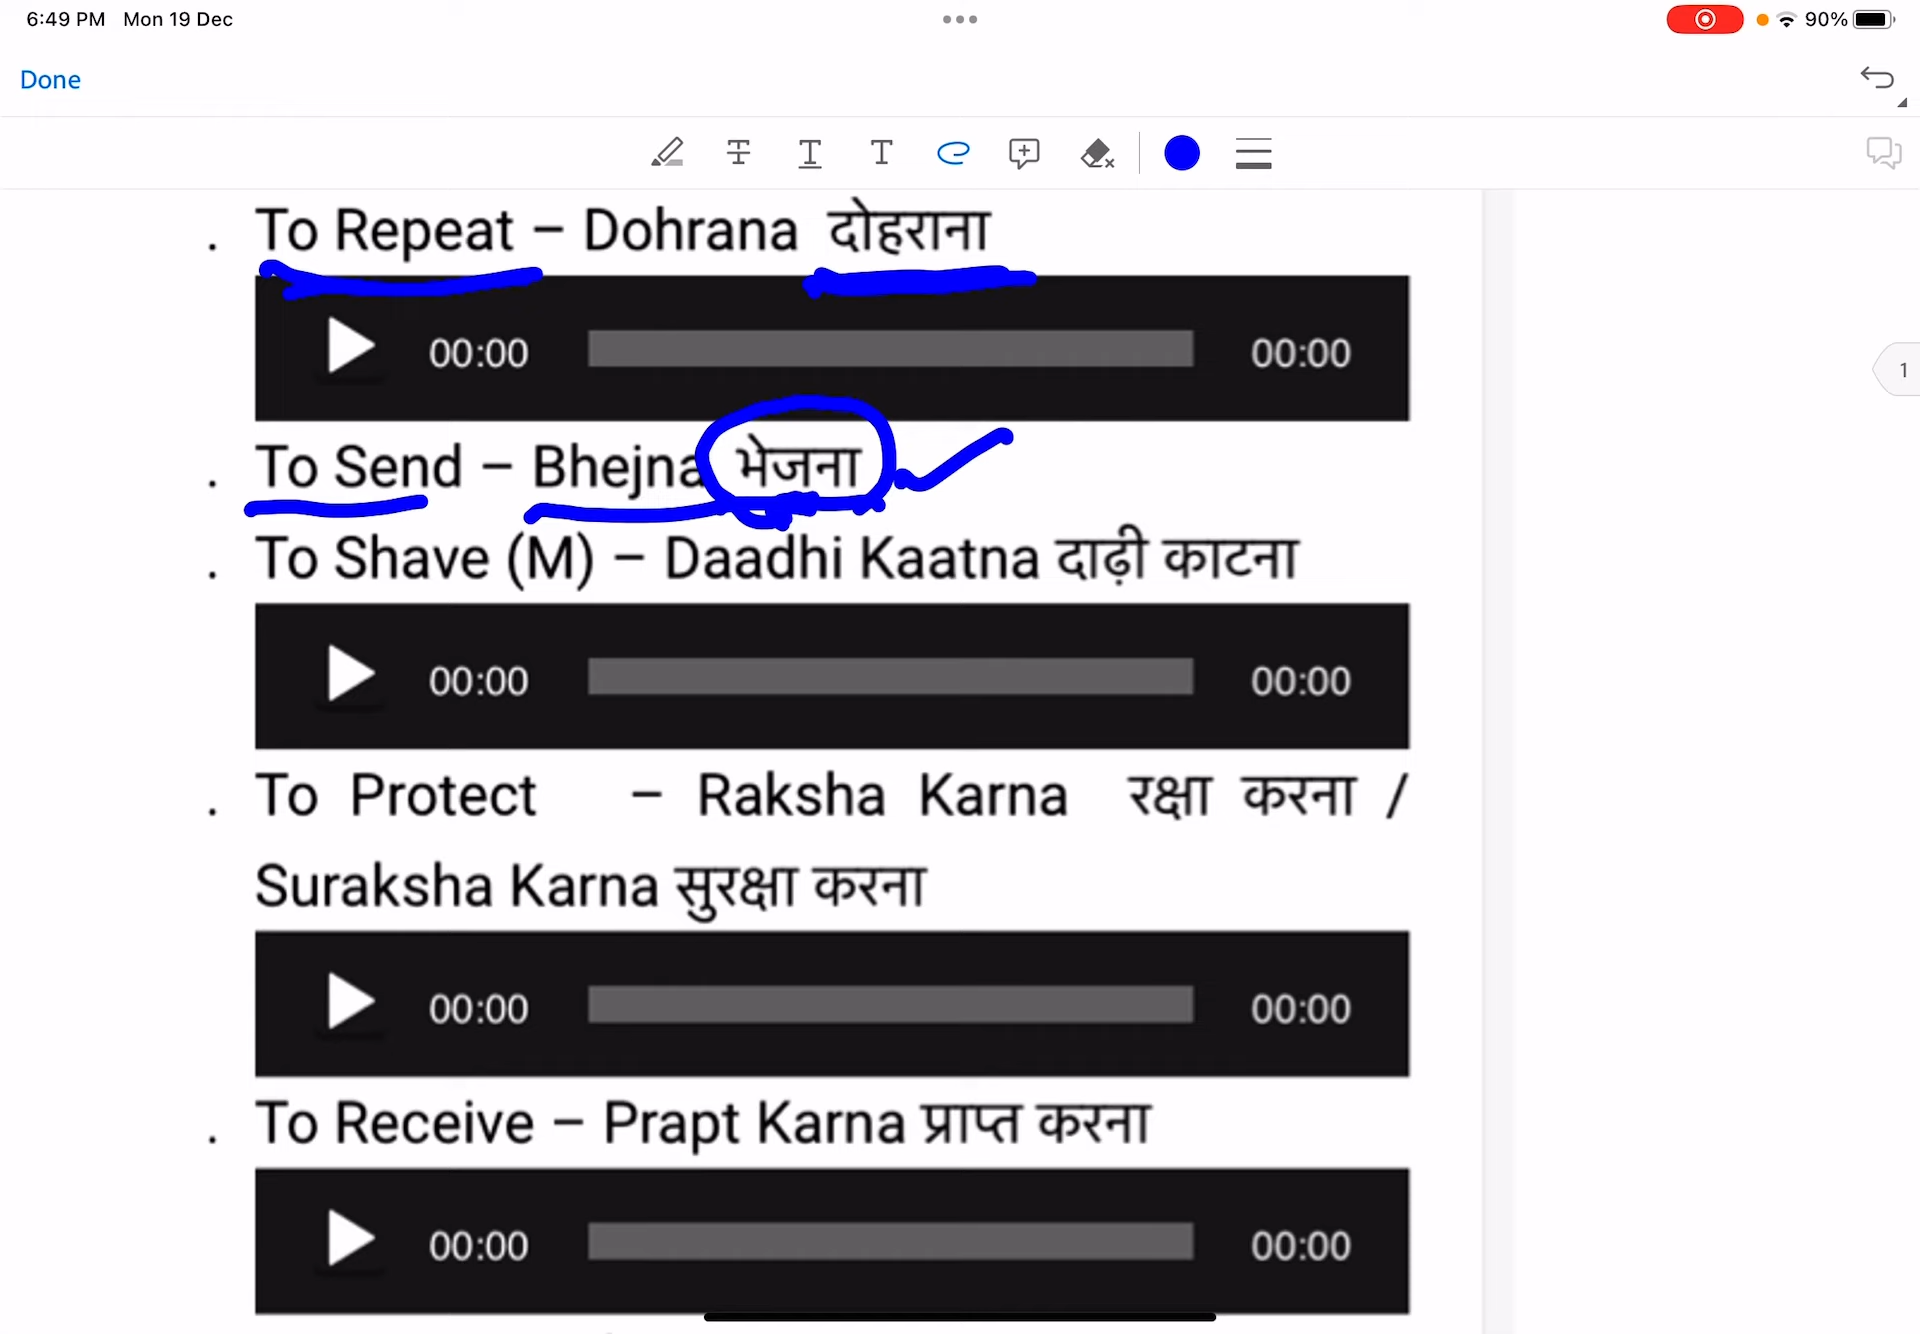 6:49 PM Mon 19 Dec
90%
Done
. To Repeat – Dohrana दोहराना
00:00 00:00
. To Send – Bhejna भेजना
. To Shave (M) – Daadhi Kaatna दाढ़ी काटना
00:00 00:00
. To Protect – Raksha Karna रक्षा करना /
Suraksha Karna सुरक्षा करना
00:00 00:00
. To Receive – Prapt Karna प्राप्त करना
00:00 00:00
1